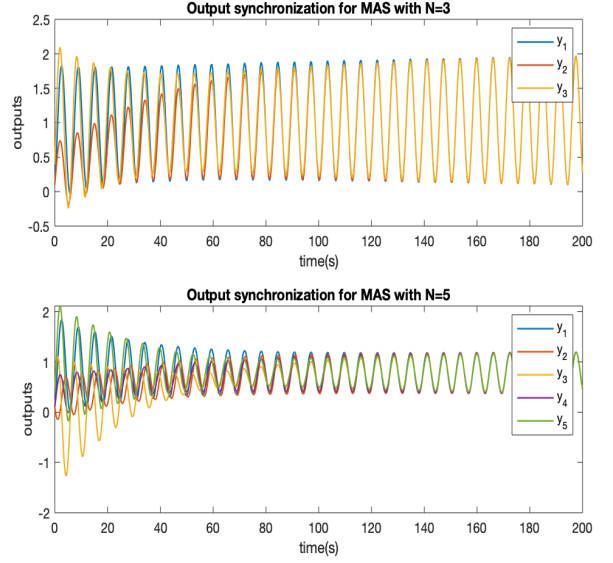 Output synchronization for MAS with N=3
2.5
2
1.5
1
0.5
0
-0.5
outputs
y1
y2
y3
0 20 40 60 80 100 120 140 160 180 200
time(s)
Output synchronization for MAS with N=5
2
1
0
-1
-2
outputs
y1
y2
y3
y4
y5
0 20 40 60 80 100 120 140 160 180 200
time(s)